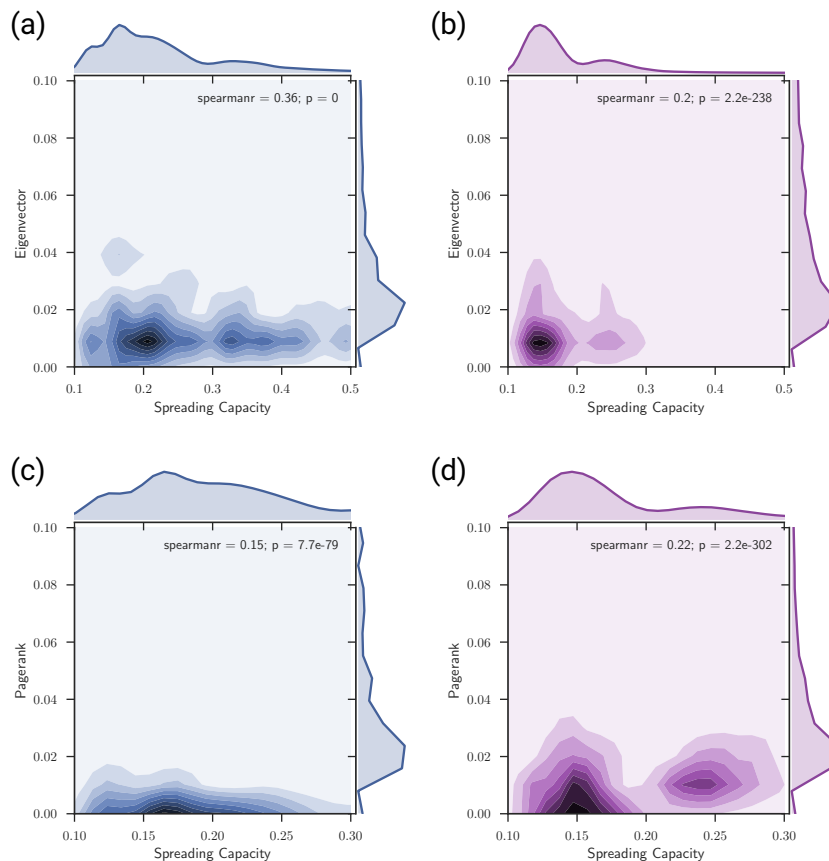 (a)
spearmanr = 0.36; p = 0
0.10
0.08
0.06
0.04
0.02
0.00
Eigenvector
0.1 0.2 0.3 0.4 0.5
Spreading Capacity
(b)
spearmanr = 0.2; p = 2.2e-238
0.10
0.08
0.06
0.04
0.02
0.00
Eigenvector
0.1 0.2 0.3 0.4 0.5
Spreading Capacity
(c)
spearmanr = 0.15; p = 7.7e-79
0.10
0.08
0.06
0.04
0.02
0.00
Pagerank
0.10 0.15 0.20 0.25 0.30
Spreading Capacity
(d)
spearmanr = 0.22; p = 2.2e-302
0.10
0.08
0.06
0.04
0.02
0.00
Pagerank
0.10 0.15 0.20 0.25 0.30
Spreading Capacity